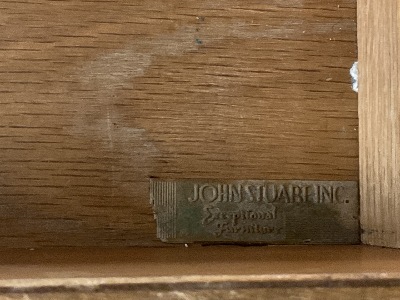 JOHN STUART INC.
Exceptional
Furniture